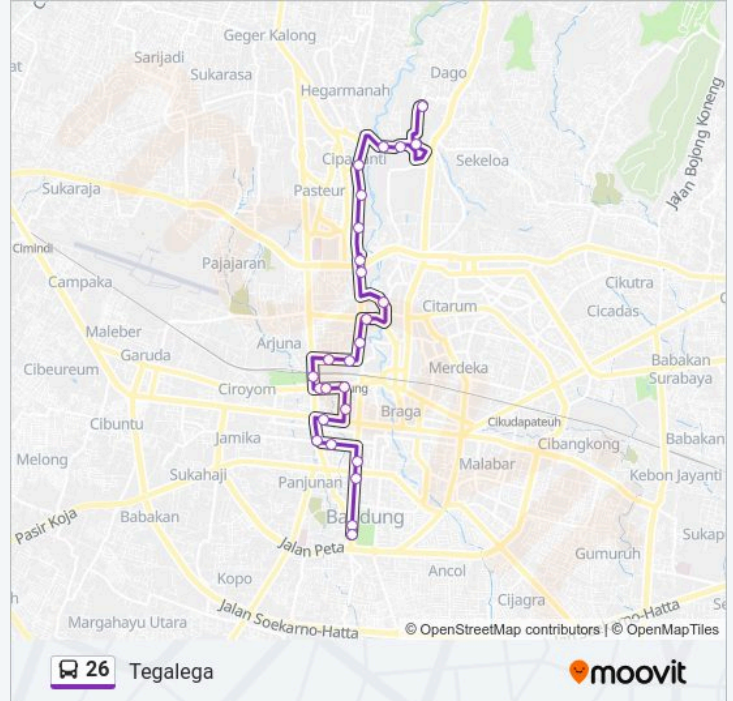 Geger Kalong
Sarijadi
Dago
Sukarasa
Hegarmanah
Jalan Bojong Koneng
Sekeloa
Sukaraja
Pasteur
Cimindi
Pajajaran
Campaka
Cikutra
Citarum
Cicadas
Maleber
Arjuna
Garuda
Babakan
Surabaya
Cibeureum
Merdeka
Ciroyom
Braga
Cibuntu
Cikudapateuh
Jamika
Cibangkong
Babakan
Melong
Malabar
Sukahaji
Panjunan
Kebon Jayanti
Babakan
Pasir Koja
Jalan Peta
Gumuruh
Kopo
Ancol
Cijagra
Jalan Soekarno-Hatta
Margahayu Utara
© OpenStreetMap contributors | © OpenMapTiles
26 Tegalega
moovit